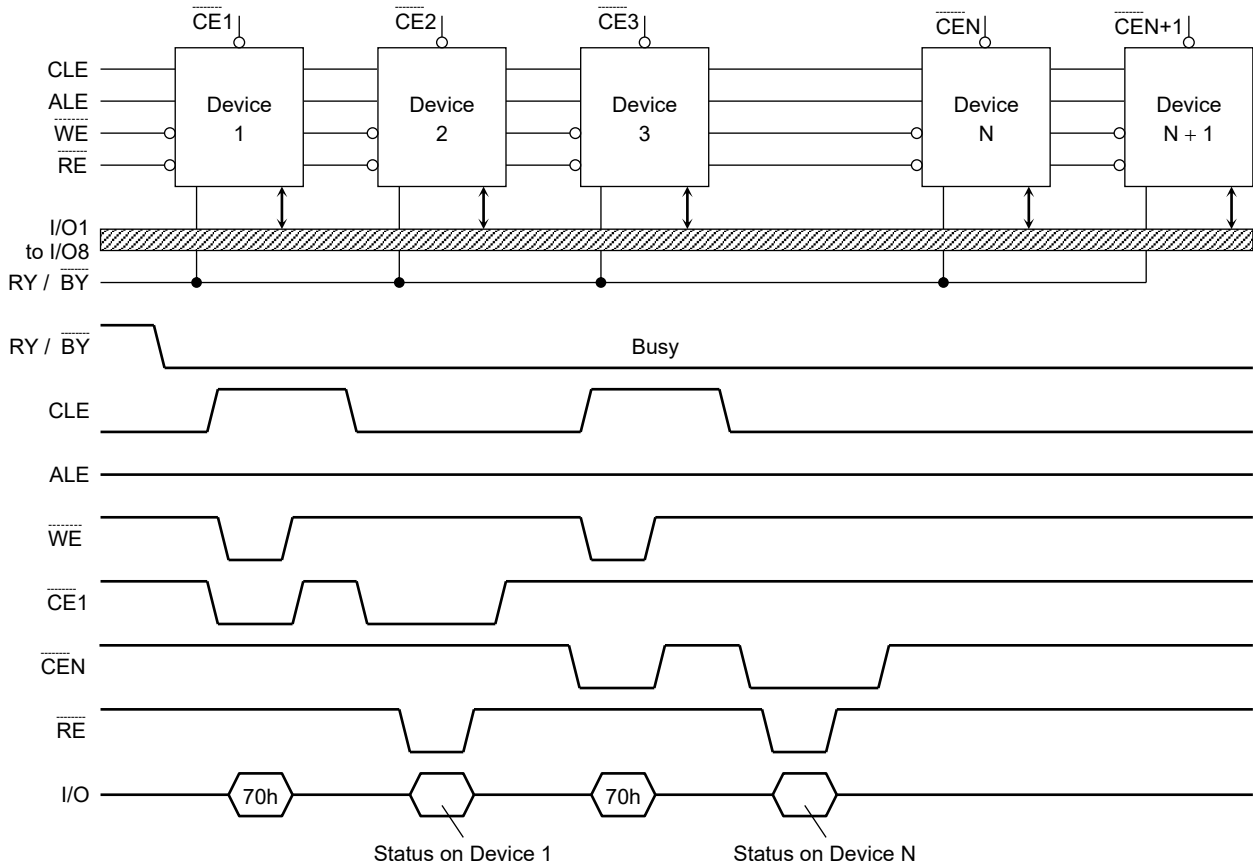 CE1 CE2 CE3 CEN CEN+1
CLE
ALE
WE
RE
Device 1
Device 2
Device 3
Device N
Device N + 1
I/O1
to I/O8
RY / BY
RY / BY
Busy
CLE
ALE
WE
CE1
CEN
RE
I/O
70h
70h
Status on Device 1
Status on Device N